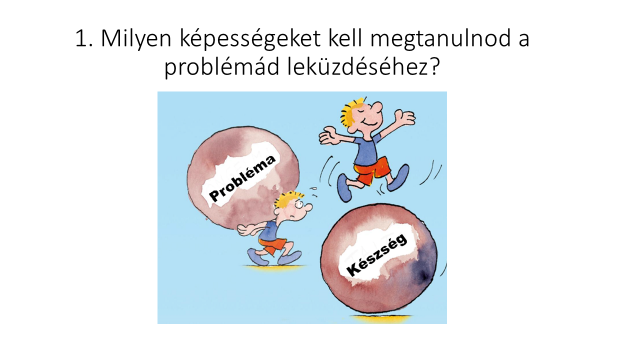 1. Milyen képességeket kell megtanulnod a
problémád leküzdéséhez?
Probléma
Készség